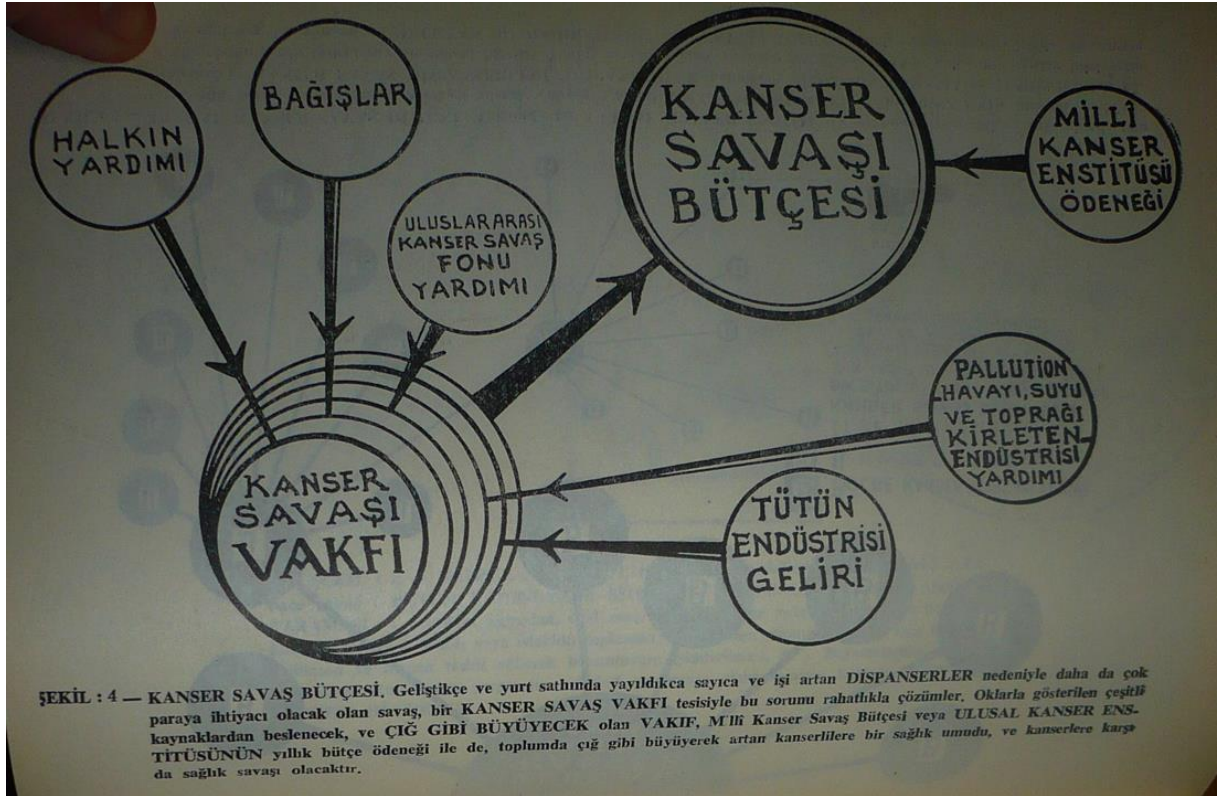 HALKIN
YARDIMI
BAĞIŞLAR
ULUSLARARASI
KANSER SAVAŞ
FONU
YARDIMI
KANSER
SAVAŞI
BÜTÇESİ
MİLLÎ
KANSER
ENSTİTÜSÜ
ÖDENEĞİ
PALLUTİON
HAVAYI, SUYU
VE TOPRAĞI
KİRLETEN
ENDÜSTRİSİ
YARDIMI
KANSER
SAVAŞI
VAKFI
TÜTÜN
ENDÜSTRİSİ
GELİRİ
ŞEKİL : 4 — KANSER SAVAŞ BÜTÇESİ. Geliştikçe ve yurt sathında yayıldıkca sayıca ve işi artan DİSPANSERLER nedeniyle daha da çok
paraya ihtiyacı olacak olan savaş, bir KANSER SAVAŞ VAKFI tesisiyle bu sorunu rahatlıkla çözümler. Oklarla gösterilen çeşitli
kaynaklardan beslenecek, ve ÇIĞ GİBİ BÜYÜYECEK olan VAKIF, M'lli Kanser Savaş Bütçesi veya ULUSAL KANSER ENS-
TİTÜSÜNÜN yıllık bütçe ödeneği ile de, toplumda çığ gibi büyüyerek artan kanserlilere bir sağlık umudu, ve kanserlere karşı
da sağlık savaşı olacaktır.